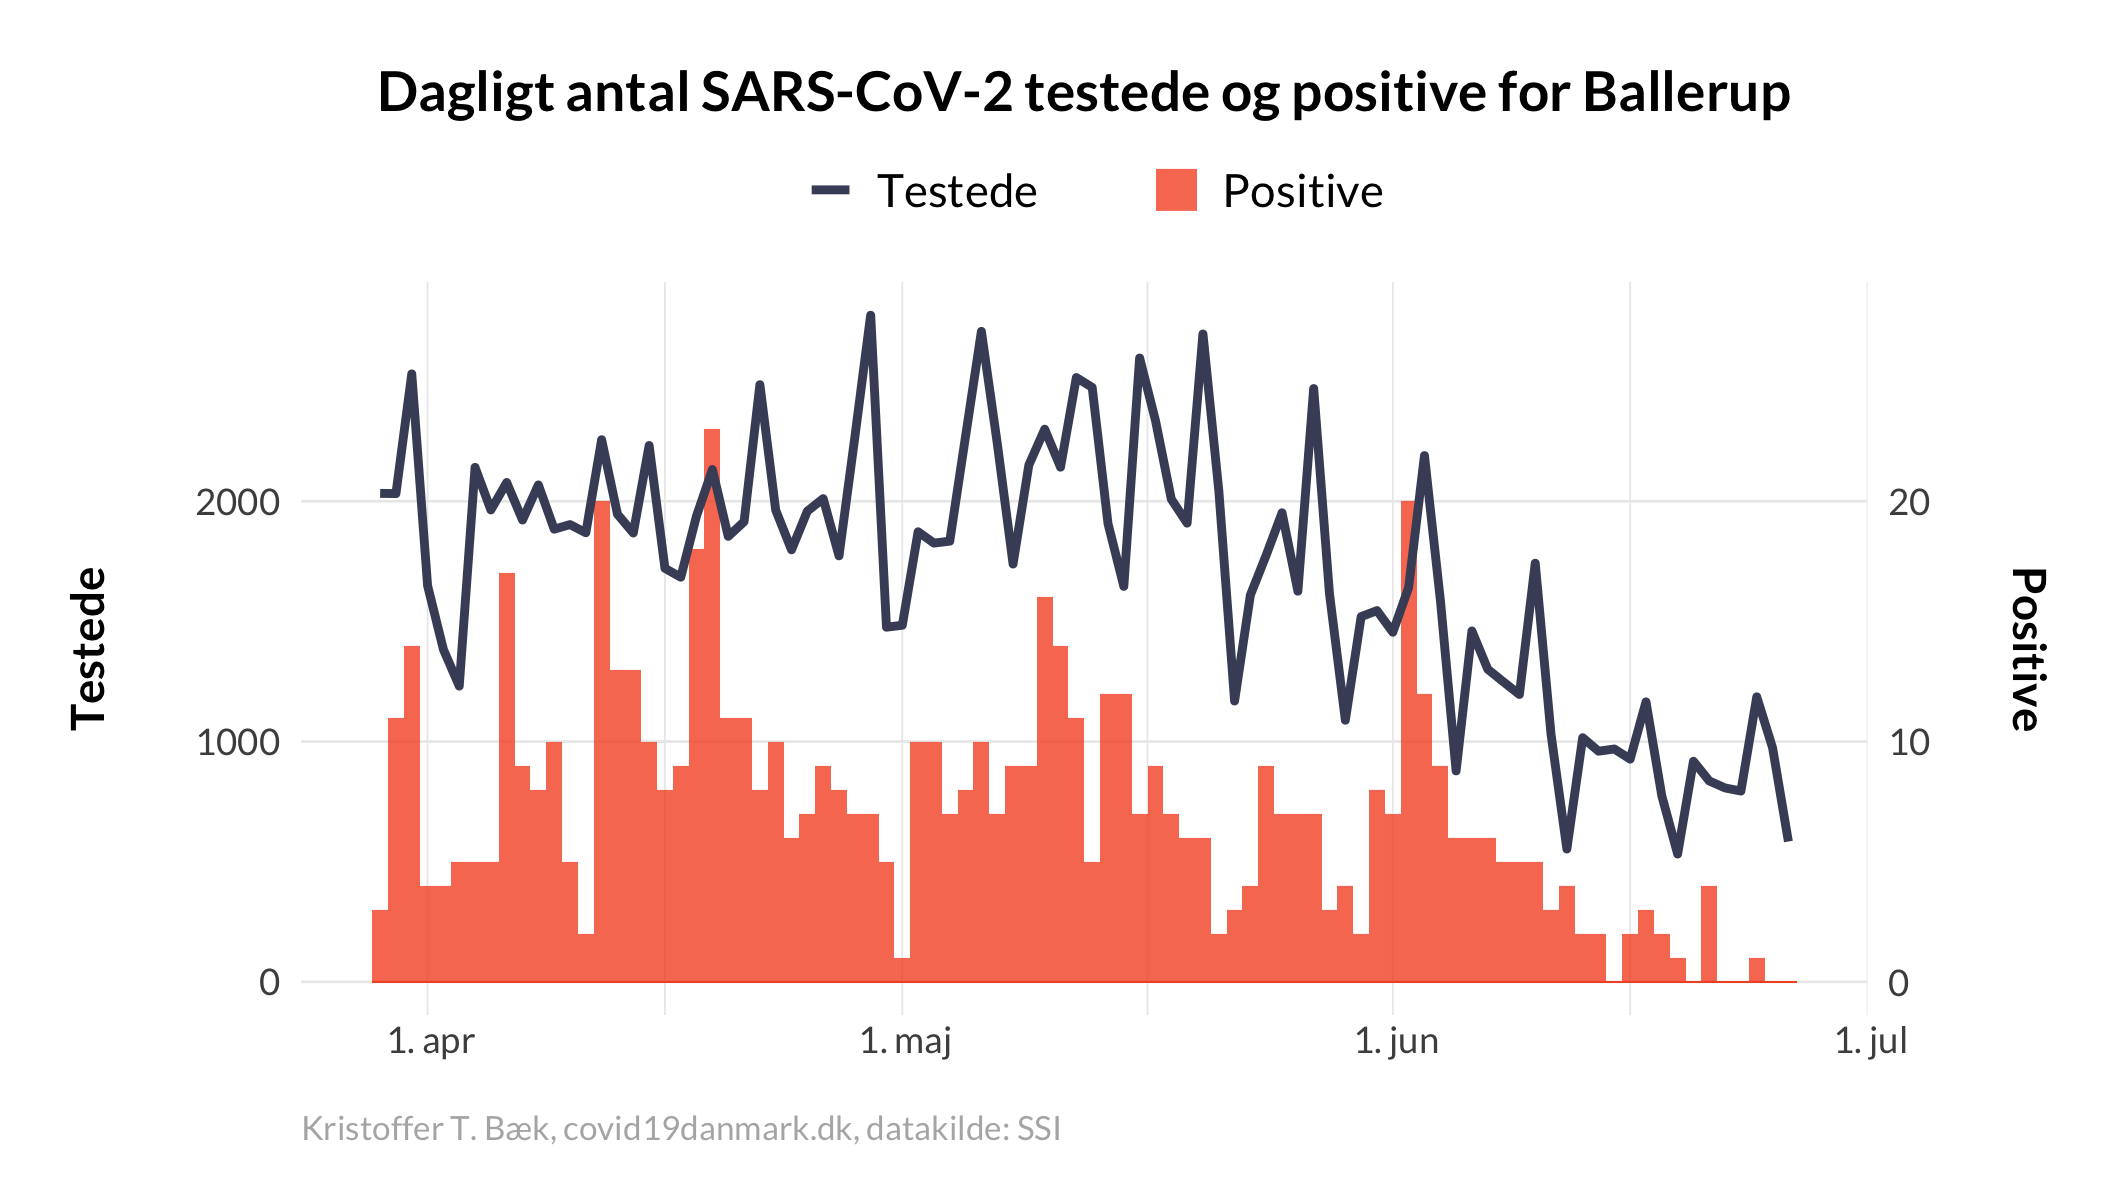 Dagligt antal SARS-CoV-2 testede og positive for Ballerup
Testede
Positive
Testede
2000
1000
0
20
10
0
Positive
1. apr
1. maj
1. jun
1. jul
Kristoffer T. Bæk, covid19danmark.dk, datakilde: SSI